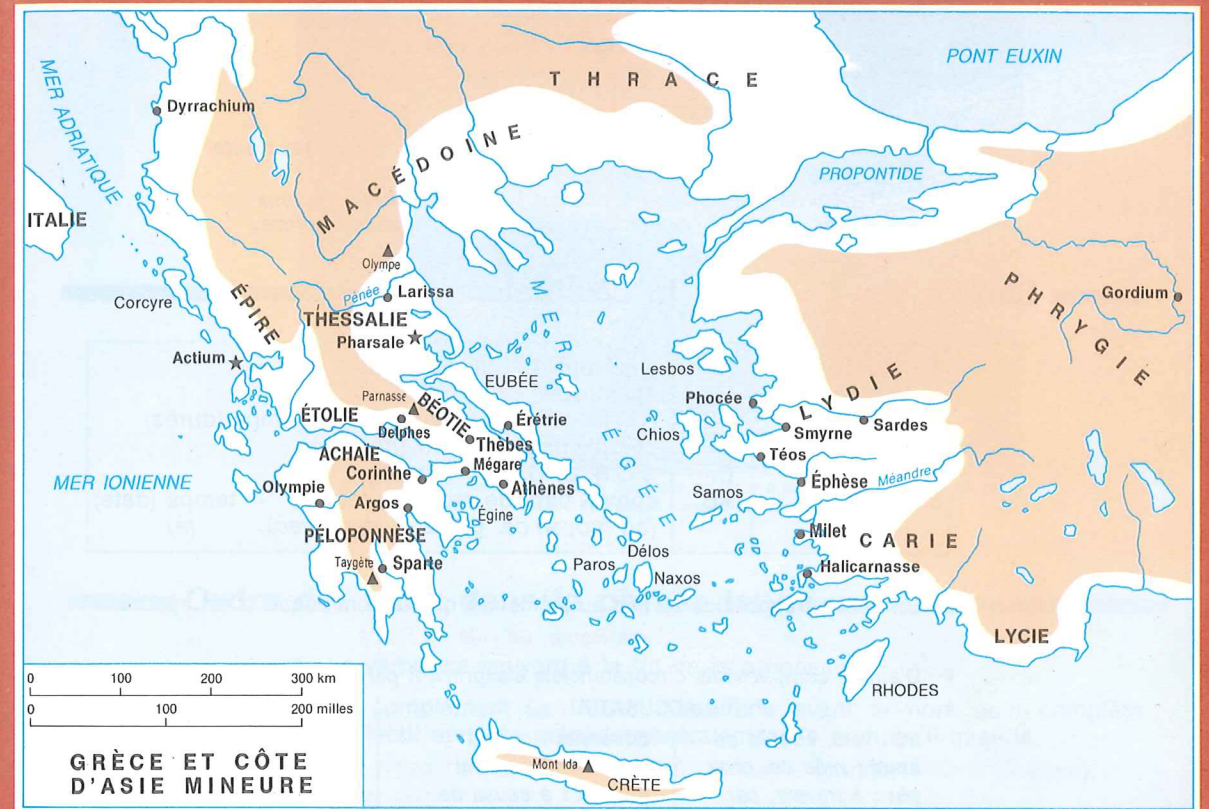 PONT EUXIN
THRACE
MER ADRIATIQUE
Dyrrachium
MACÉDOINE
PROPONTIDE
ITALIE
Olympe
Corcyre
ÉPIRE
Pénée
Larissa
THESSALIE
Pharsale
MER EGEE
PHRYGIE
Gordium
Actium
Lesbos
EUBÉE
LYDIE
Phocée
Parnasse
BÉOTIE
ÉTOLIE
Delphes
Érétrie
Chios
Smyrne
Sardes
Thèbes
ACHAÏE
Téos
Mégare
Corinthe
MER IONIENNE
Olympie
Athènes
Éphèse
Méandre
Samos
Argos
Égine
PÉLOPONNÈSE
Milet
CARIE
Délos
Taygète
Sparte
Paros
Naxos
Halicarnasse
LYCIE
RHODES
0 100 200 300 km
0 100 200 milles
GRÈCE ET CÔTE
D'ASIE MINEURE
Mont Ida
CRÈTE